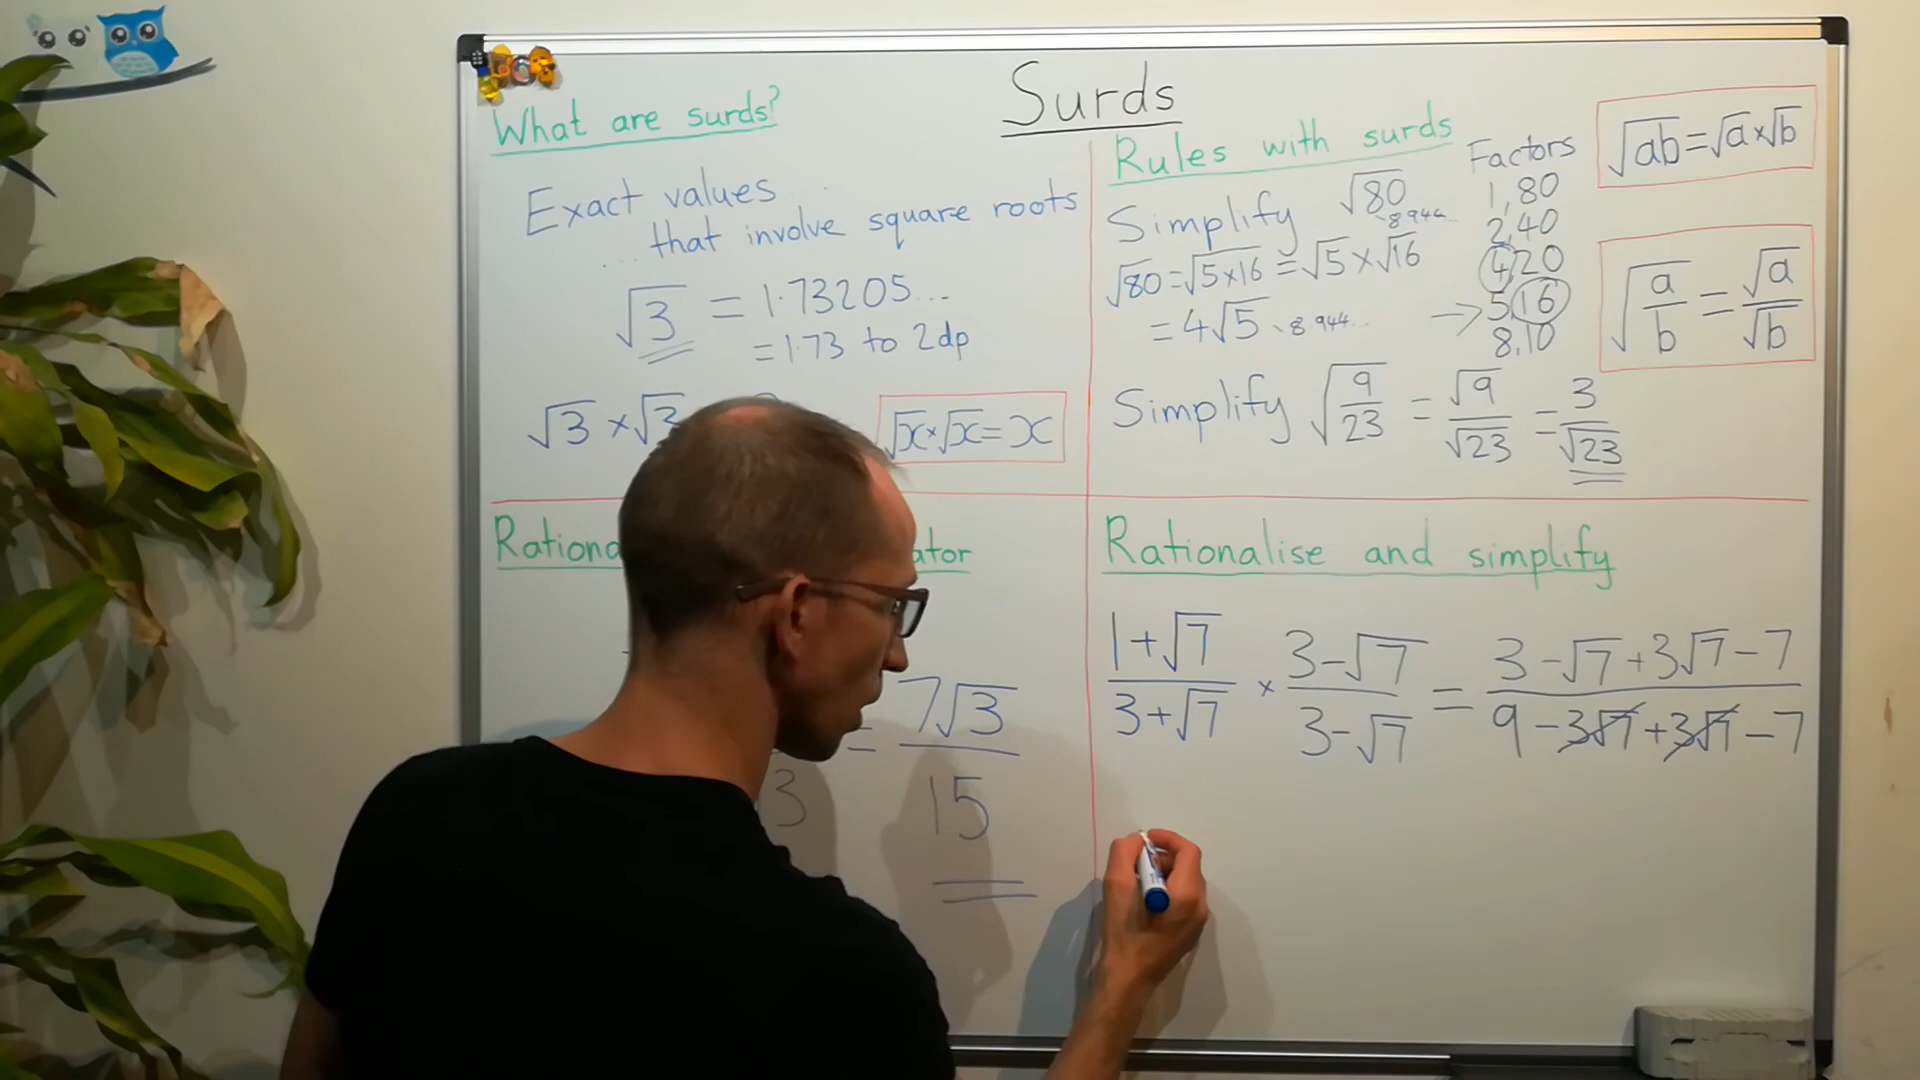 Surds
What are surds?
Exact values
... that involve square roots
√3 = 1.73205...
= 1.73 to 2dp
√3 × √3
√x × √x = x
Rules with surds
Simplify √80
8.944...
√80 = √5×16 = √5 × √16
= 4√5 8.944...
Factors
1, 80
2, 40
4, 20
→ 5, 16
8, 10
√ab = √a × √b
√a/b = √a/√b
Simplify √9/23 = √9/√23 = 3/√23
= 7√3/15
3
Rationalise and simplify
1+√7/3+√7 × 3-√7/3-√7 = 3-√7+3√7-7/9-3√7+3√7-7